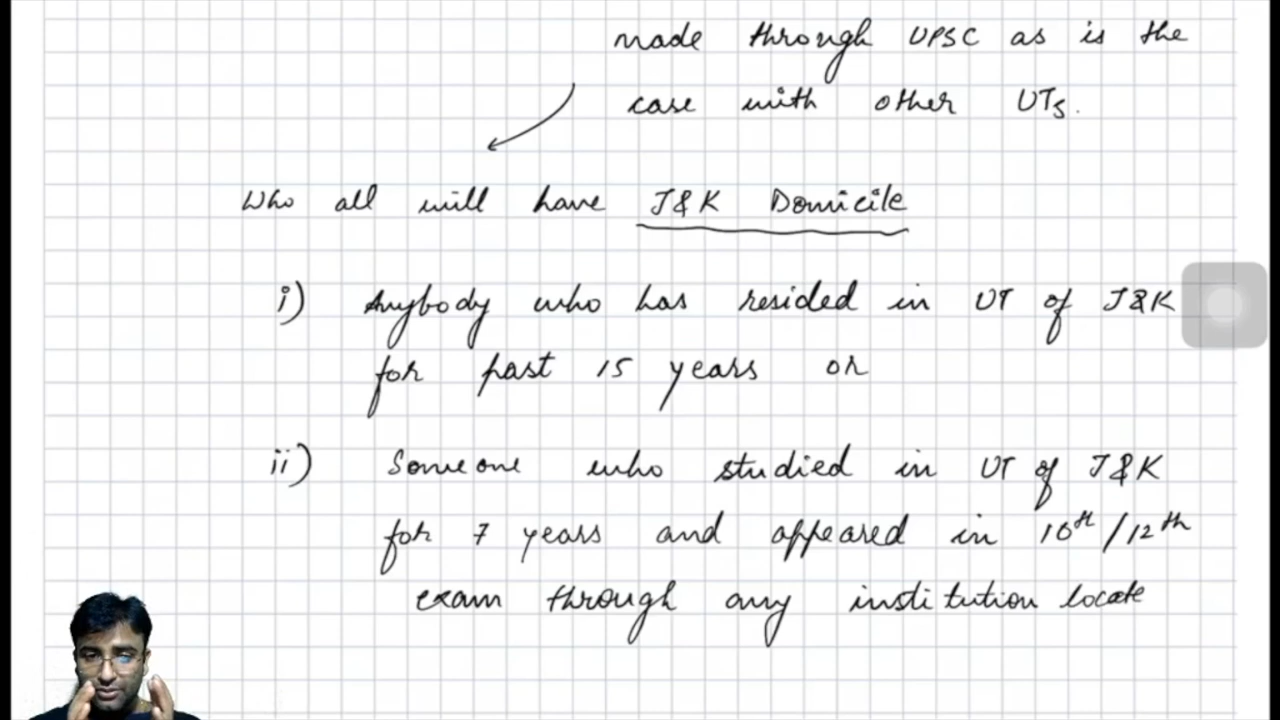 made through UPSC as is the
case with other UTs.
Who all will have J&K Domicile
i) Anybody who has resided in UT of J&K
for past 15 years or
ii) Someone who studied in UT of J&K
for 7 years and appeared in 10th/12th
exam through any institution locate